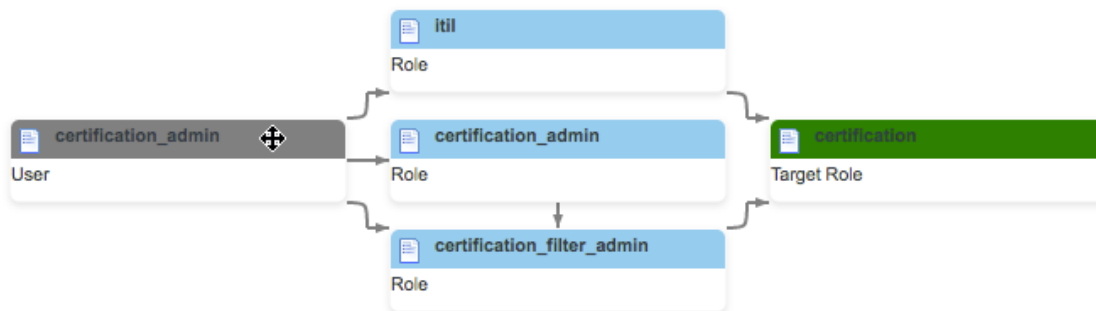 itil
Role
certification_admin
User
certification_admin
Role
certification
Target Role
certification_filter_admin
Role